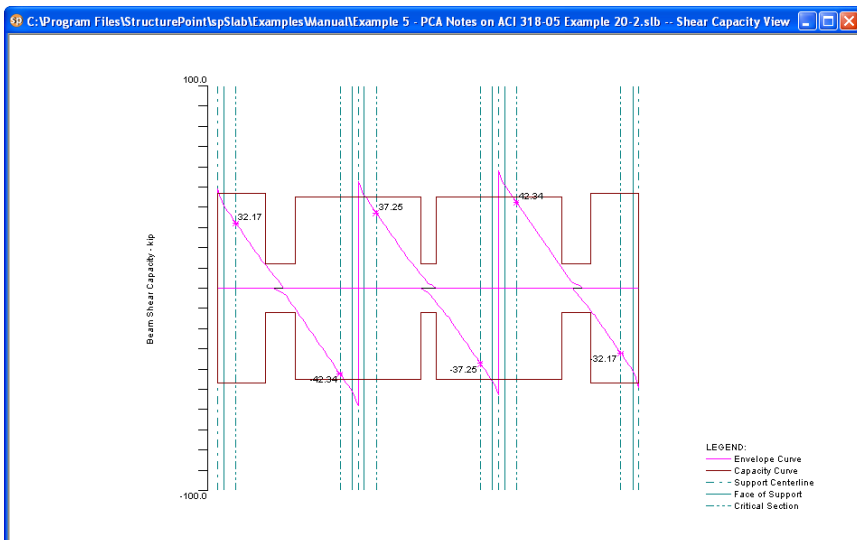 C:\Program Files\StructurePoint\spSlab\Examples\Manual\Example 5 - PCA Notes on ACI 318-05 Example 20-2.slb -- Shear Capacity View
100.0
Beam Shear Capacity - kip
32.17
37.25
42.34
-42.34
-37.25
-32.17
-100.0
LEGEND:
Envelope Curve
Capacity Curve
Support Centerline
Face of Support
Critical Section